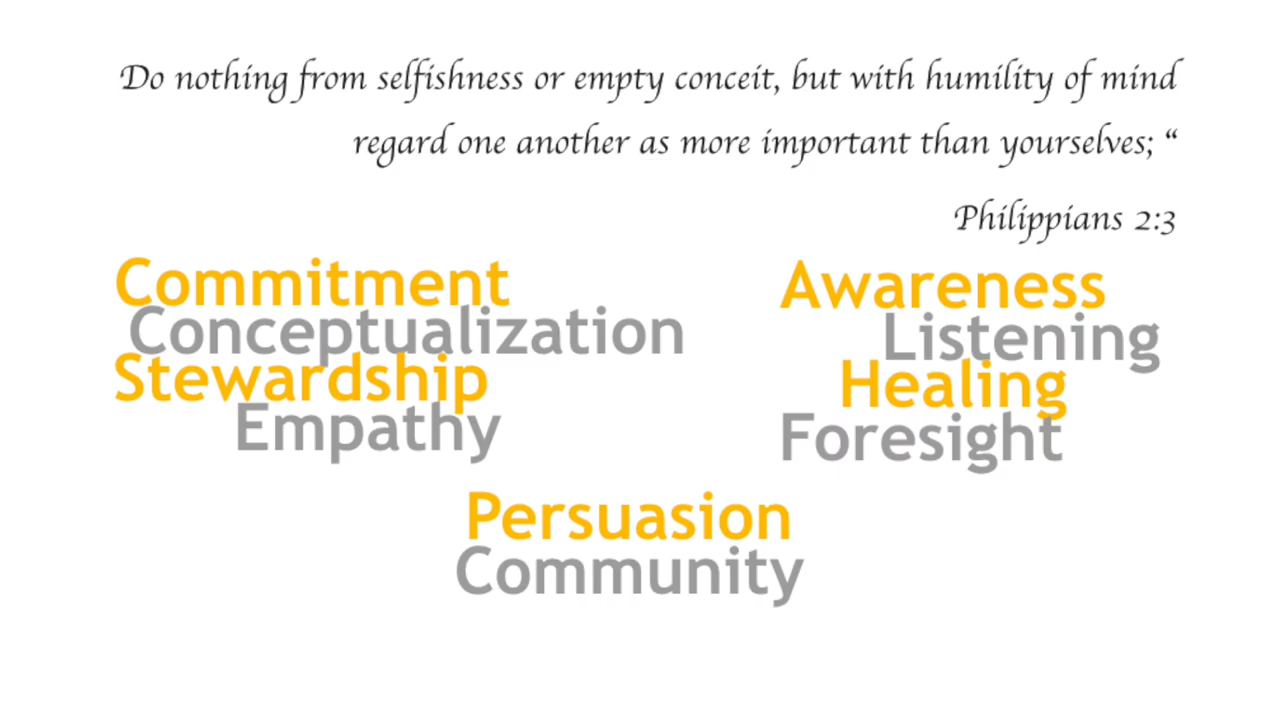 Do nothing from selfishness or empty conceit, but with humility of mind
regard one another as more important than yourselves; “
Philippians 2:3
Commitment
Conceptualization
Stewardship
Empathy
Awareness
Listening
Healing
Foresight
Persuasion
Community